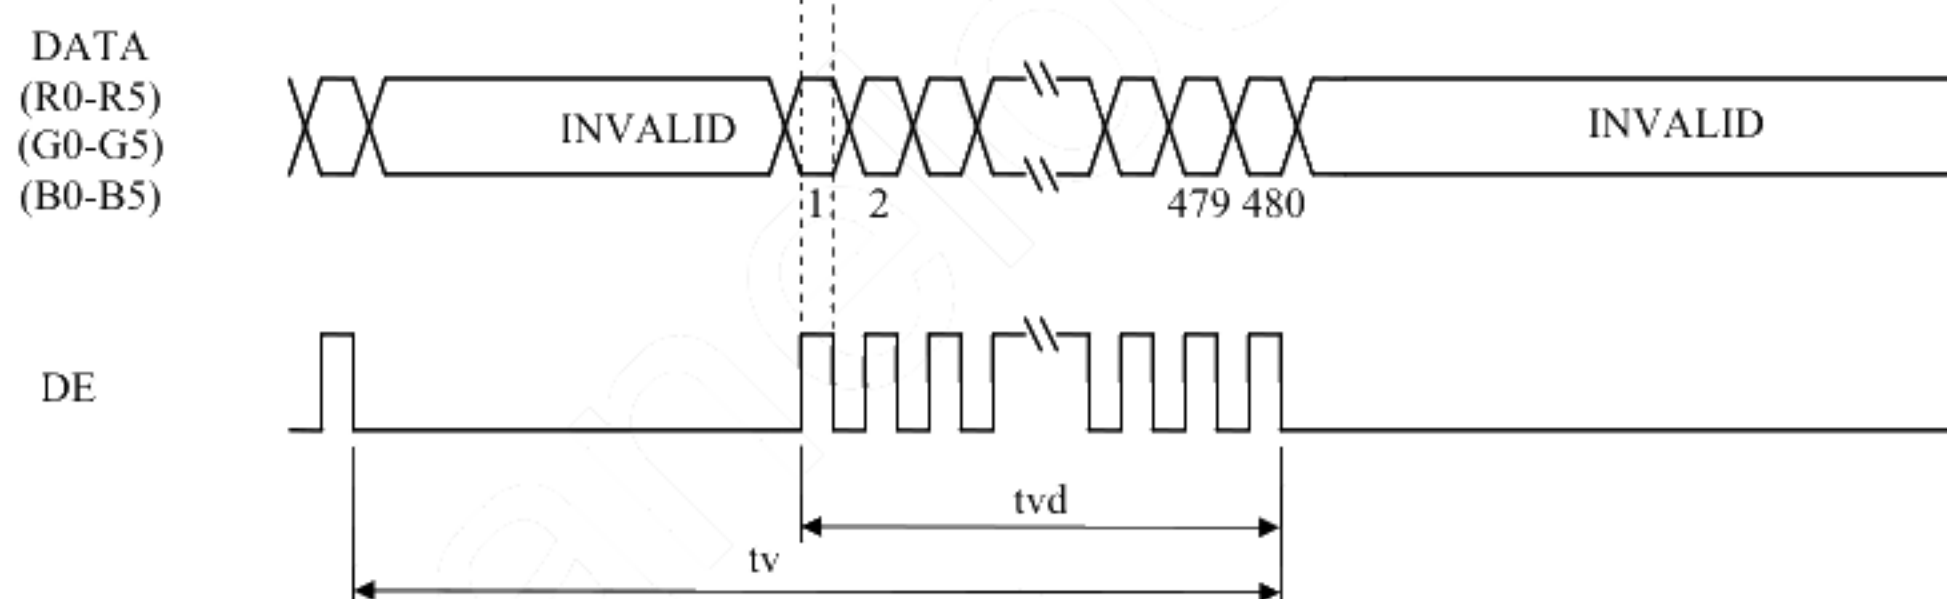 DATA
(R0-R5)
(G0-G5)
(B0-B5)
INVALID
INVALID
1 2 479 480
DE
tvd
tv